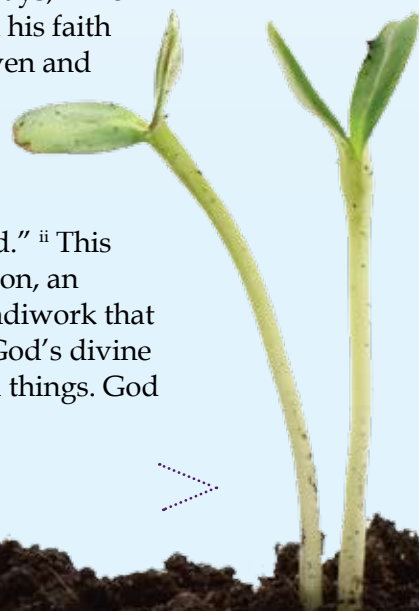 his faith
ven and
d.” ii This
on, an
diwork that
God’s divine
things. God